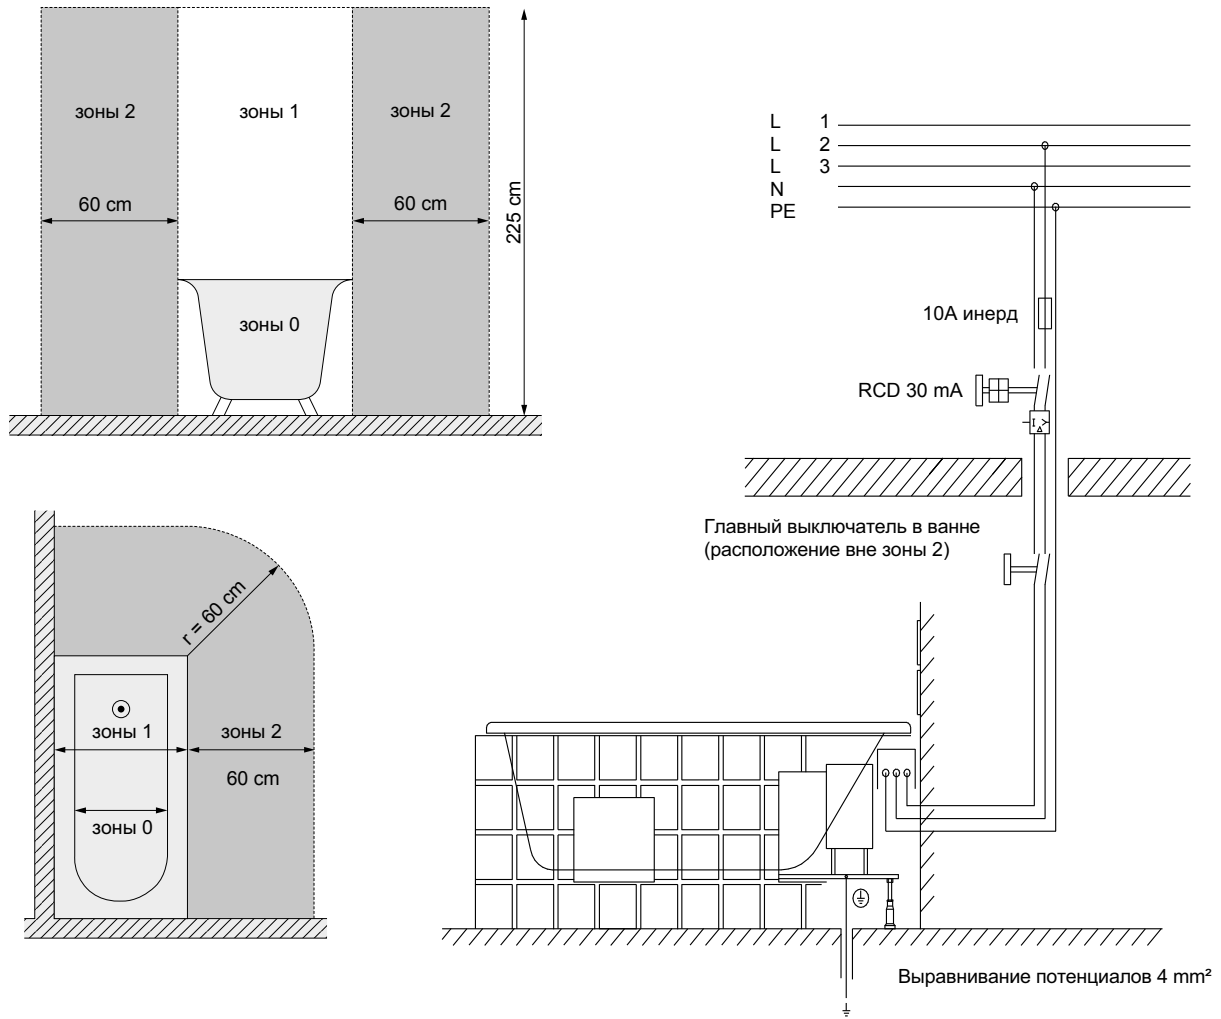 зоны 2
зоны 1
зоны 2
60 cm
60 cm
225 cm
зоны 0
L 1
L 2
L 3
N
PE
10A инерд
RCD 30 mA
Главный выключатель в ванне
(расположение вне зоны 2)
r = 60 cm
зоны 1
зоны 2
60 cm
зоны 0
Выравнивание потенциалов 4 mm²